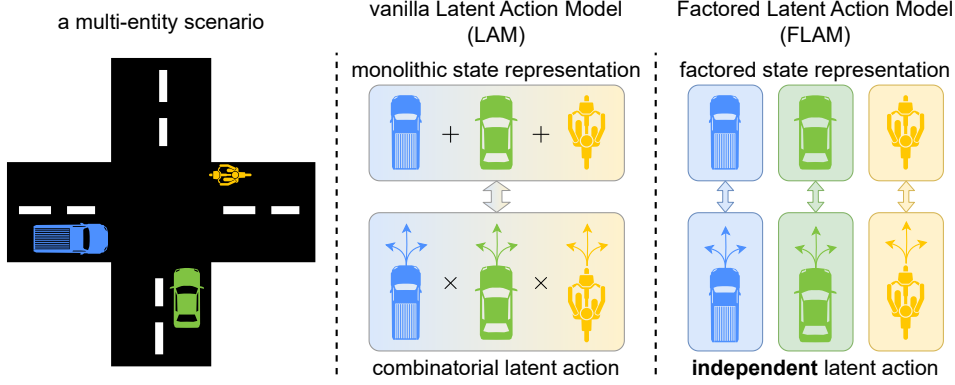 a multi-entity scenario
vanilla Latent Action Model
(LAM)
monolithic state representation
+ +
× ×
combinatorial latent action
Factored Latent Action Model
(FLAM)
factored state representation
independent latent action